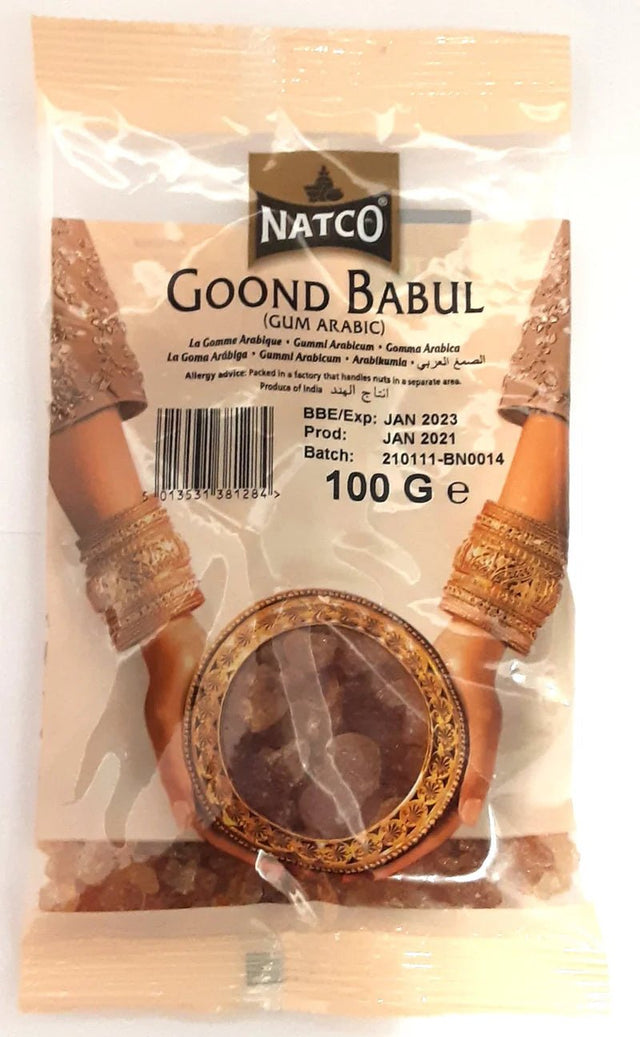 NATCO®
GOOND BABUL
(GUM ARABIC)
La Gomme Arabique • Gummi Arabicum • Gomma Arabica
La Goma Arábiga • Gummi Arabicum • Arabikumia • الصمغ العربي
Allergy advice: Packed in a factory that handles nuts in a separate area.
Produce of India انتاج الهند
BBE/Exp: JAN 2023
Prod: JAN 2021
Batch: 210111-BN0014
100 G e
5 013531 381284 >